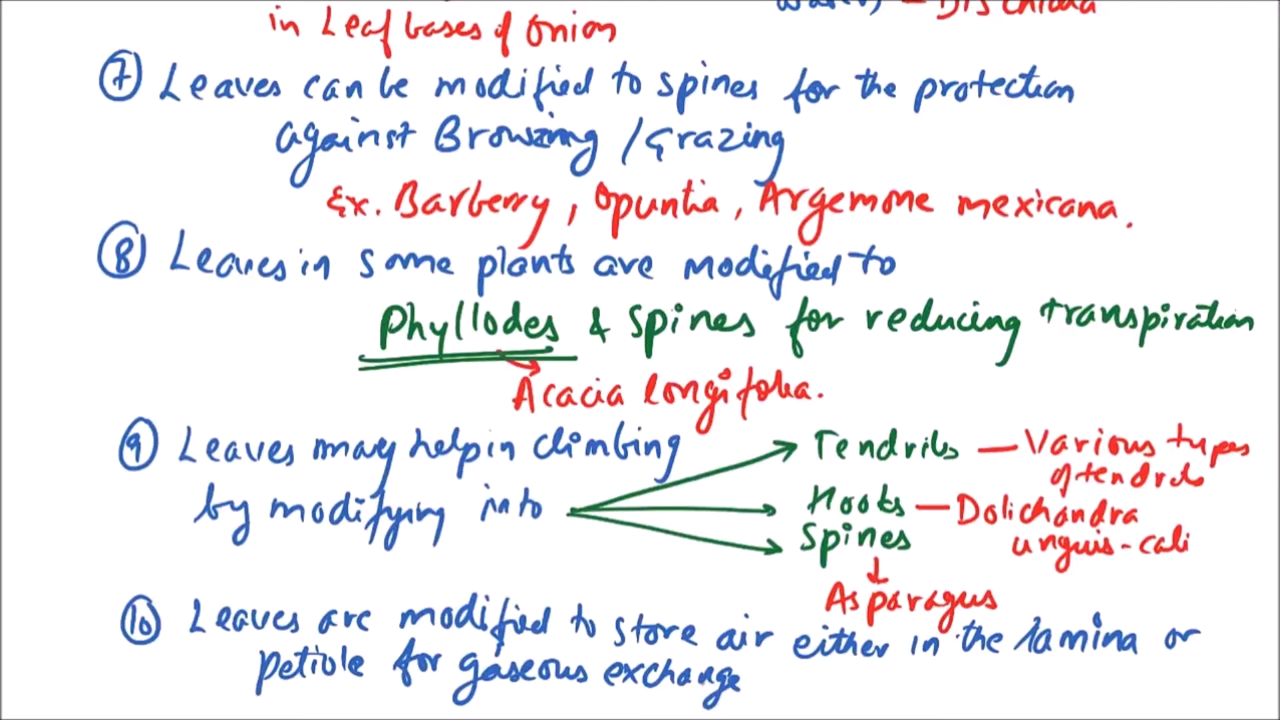 in Leaf bases of onion
⑦ Leaves can be modified to spines for the protection
against Browzing / Grazing
Ex. Barberry, Opuntia, Argemone mexicana.
⑧ Leaves in some plants are modified to
Phyllodes & Spines for reducing transpiration
Acacia longifolia.
⑨ Leaves may help in climbing
by modifying into
Tendrils — Various types
of tendrils
Hooks — Dolichandra
unguis-cati
Spines
Asparagus
⑩ Leaves are modified to store air either in the lamina or
petiole for gaseous exchange